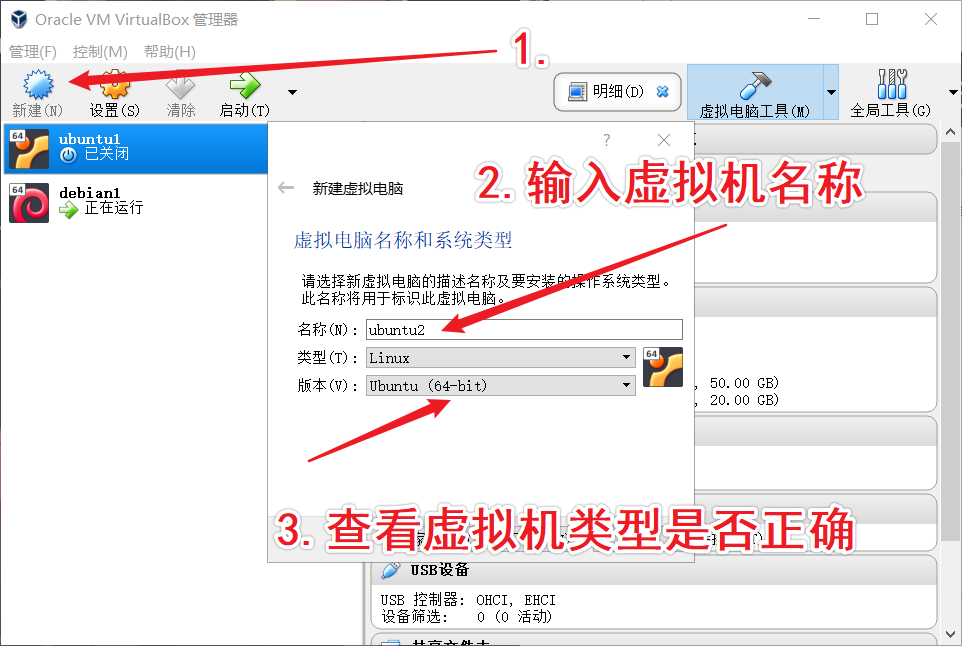 Oracle VM VirtualBox 管理器
管理(F) 控制(M) 帮助(H)
1.
新建(N) 设置(S) 清除 启动(T) 明细(D) 虚拟电脑工具(M) 全局工具(G)
64 ubuntu1
已关闭
64 debian1
正在运行
?
新建虚拟电脑
2. 输入虚拟机名称
虚拟电脑名称和系统类型
请选择新虚拟电脑的描述名称及要安装的操作系统类型。
此名称将用于标识此虚拟电脑。
名称(N): ubuntu2
类型(T): Linux
64
版本(V): Ubuntu (64-bit)
, 50.00 GB)
, 20.00 GB)
3. 查看虚拟机类型是否正确
USB设备
USB 控制器: OHCI, EHCI
设备筛选: 0 (0 活动)